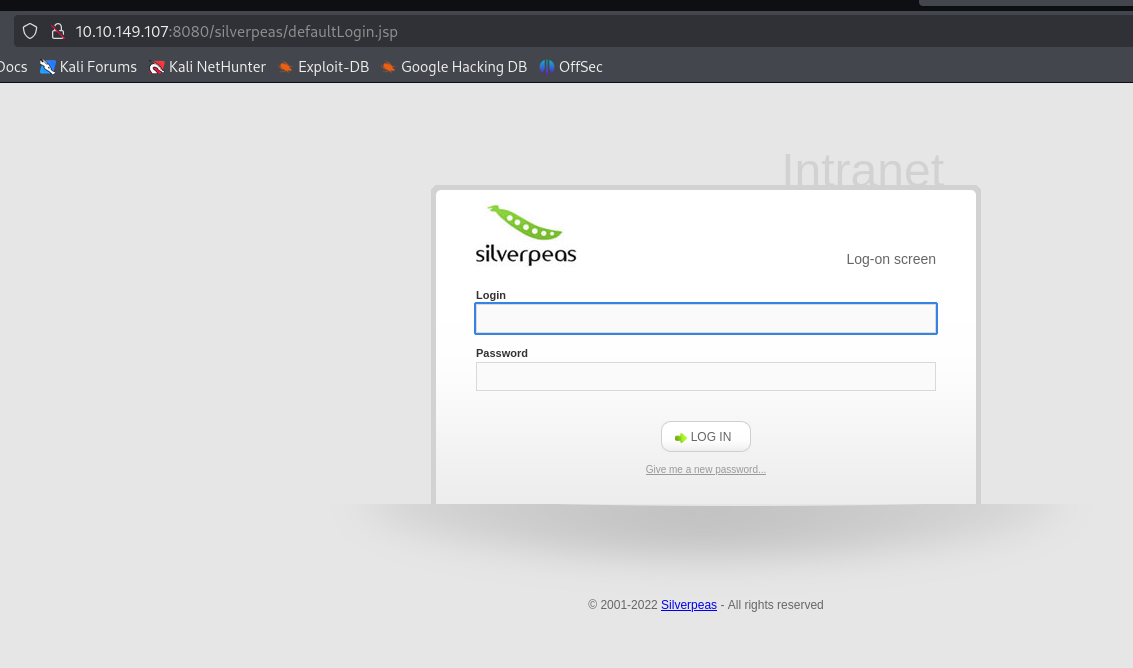 10.10.149.107:8080/silverpeas/defaultLogin.jsp
Docs Kali Forums Kali NetHunter Exploit-DB Google Hacking DB OffSec
Intranet
silverpeas
Log-on screen
Login
Password
LOG IN
Give me a new password...
© 2001-2022 Silverpeas - All rights reserved